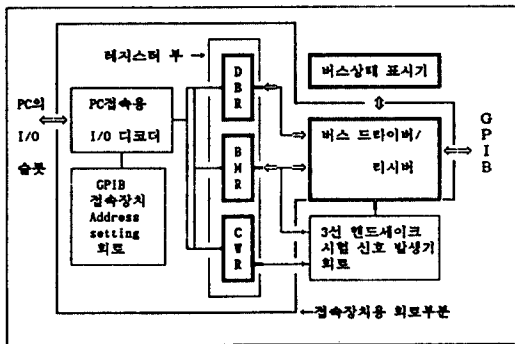 레지스터 부→
D
B
R
버스상태 표시기
PC의
I/O
슬롯
PC접속용
I/O 디코더
버스 드라이버/
리시버
G
P
I
B
B
M
R
GPIB
접속장치
Address
setting
회로
C
W
R
3선 핸드세이크
시험 신호 발생기
회로
←접속장치용 회로부분